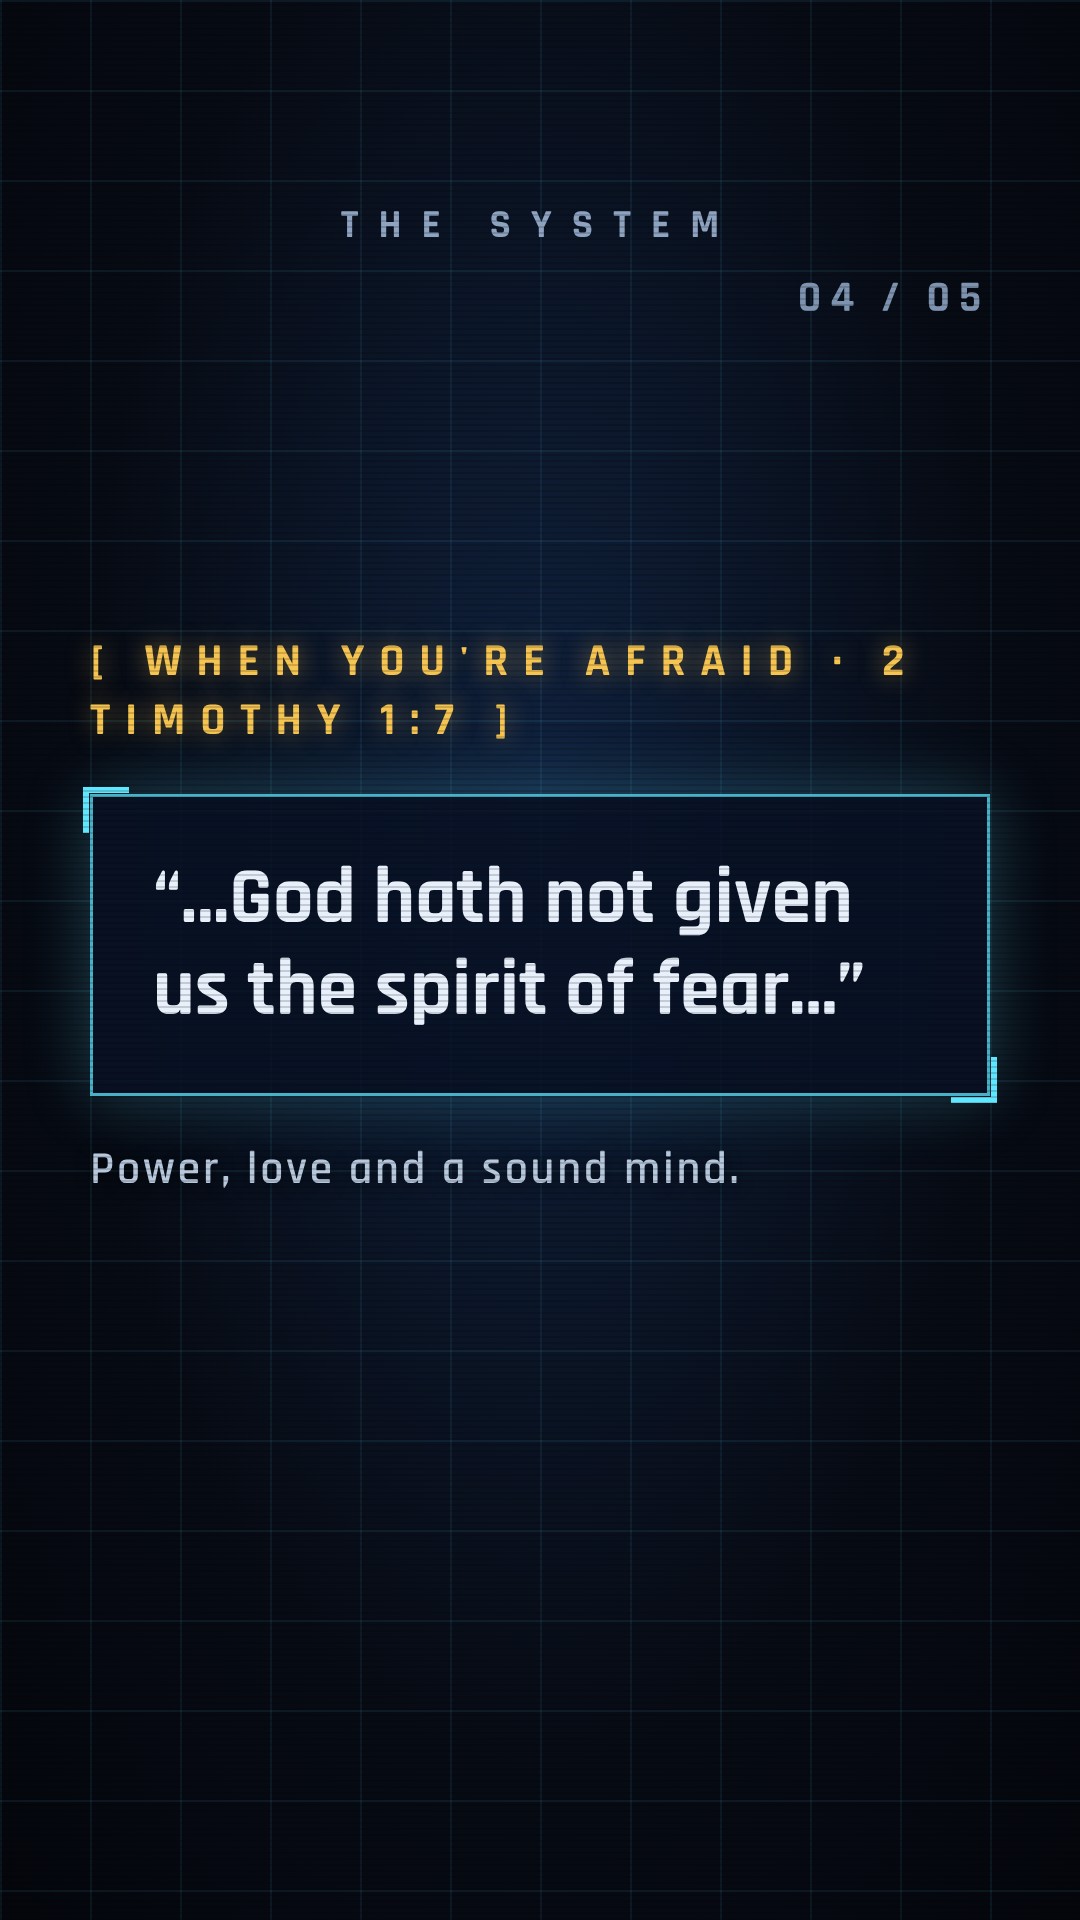 THE SYSTEM
04 / 05
[ WHEN YOU'RE AFRAID · 2
TIMOTHY 1:7 ]
“…God hath not given
us the spirit of fear…”
Power, love and a sound mind.